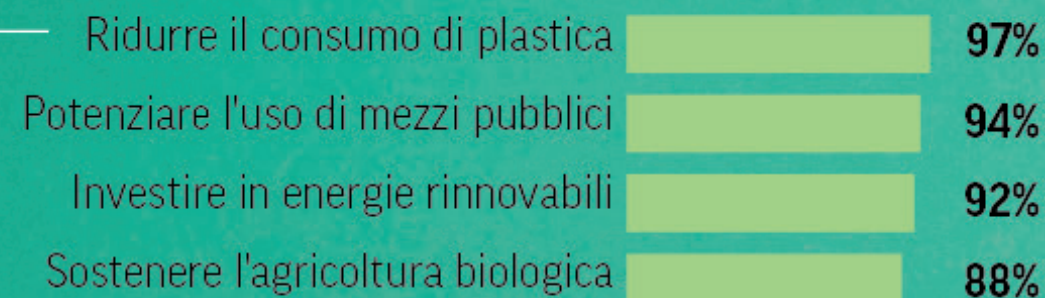 Ridurre il consumo di plastica 97%
Potenziare l'uso di mezzi pubblici 94%
Investire in energie rinnovabili 92%
Sostenere l'agricoltura biologica 88%